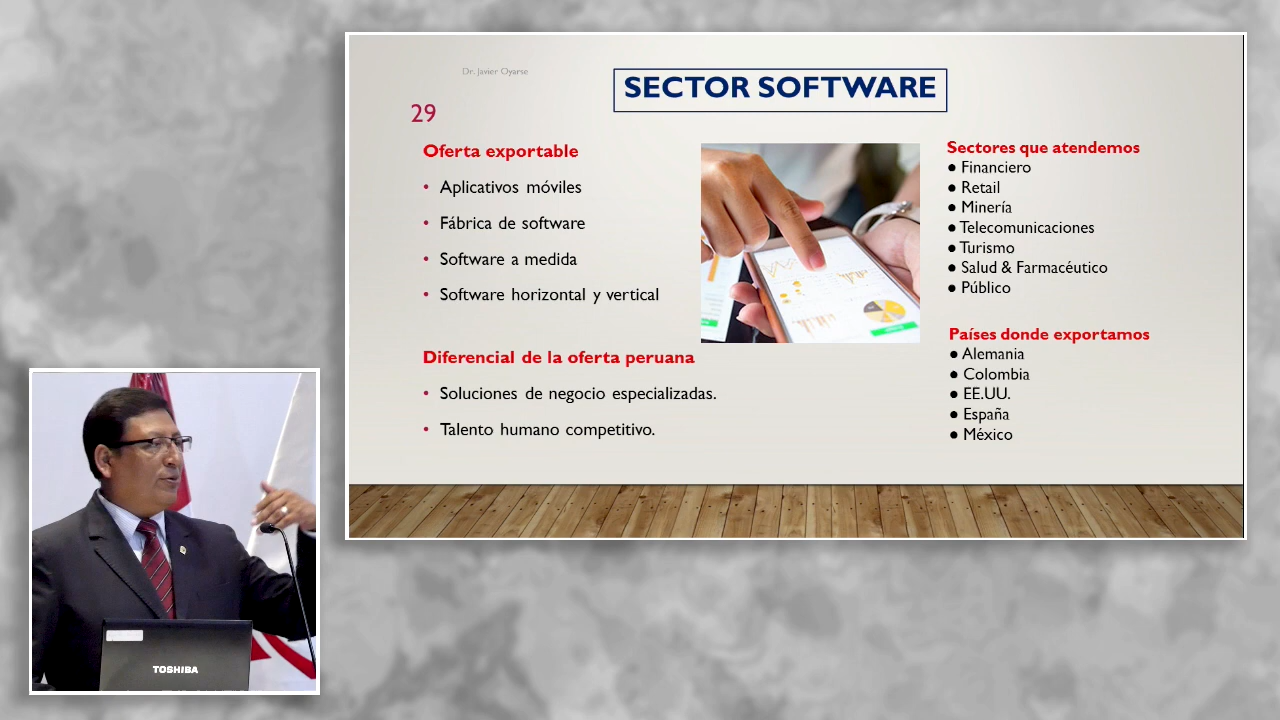 Dr. Javier Oyarse
SECTOR SOFTWARE
29
Oferta exportable
• Aplicativos móviles
• Fábrica de software
• Software a medida
• Software horizontal y vertical
Diferencial de la oferta peruana
• Soluciones de negocio especializadas.
• Talento humano competitivo.
Sectores que atendemos
● Financiero
● Retail
● Minería
● Telecomunicaciones
● Turismo
● Salud & Farmacéutico
● Público
Países donde exportamos
● Alemania
● Colombia
● EE.UU.
● España
● México
TOSHIBA